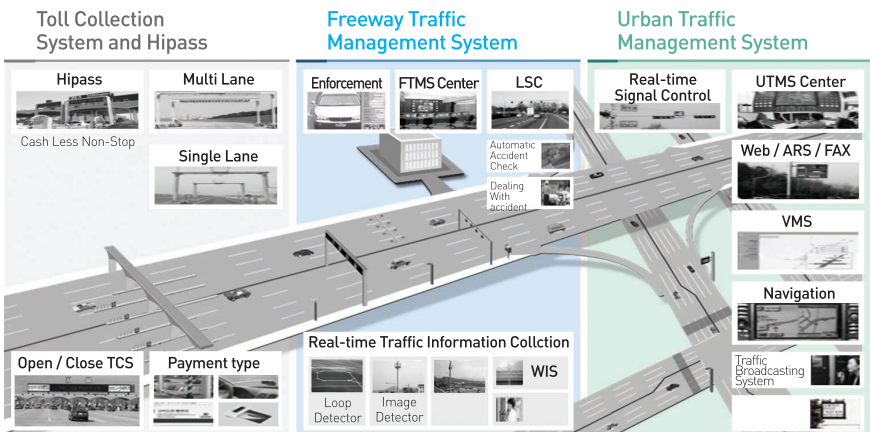 Toll Collection
System and Hipass
Freeway Traffic
Management System
Urban Traffic
Management System
Hipass
Cash Less Non-Stop
Multi Lane
Single Lane
Open / Close TCS
Payment type
Enforcement
FTMS Center
LSC
Automatic
Accident
Check
Dealing
With
accident
Real-time Traffic Information Collction
Loop
Detector
Image
Detector
WIS
Real-time
Signal Control
UTMS Center
Web / ARS / FAX
VMS
Navigation
Traffic
Broadcasting
System